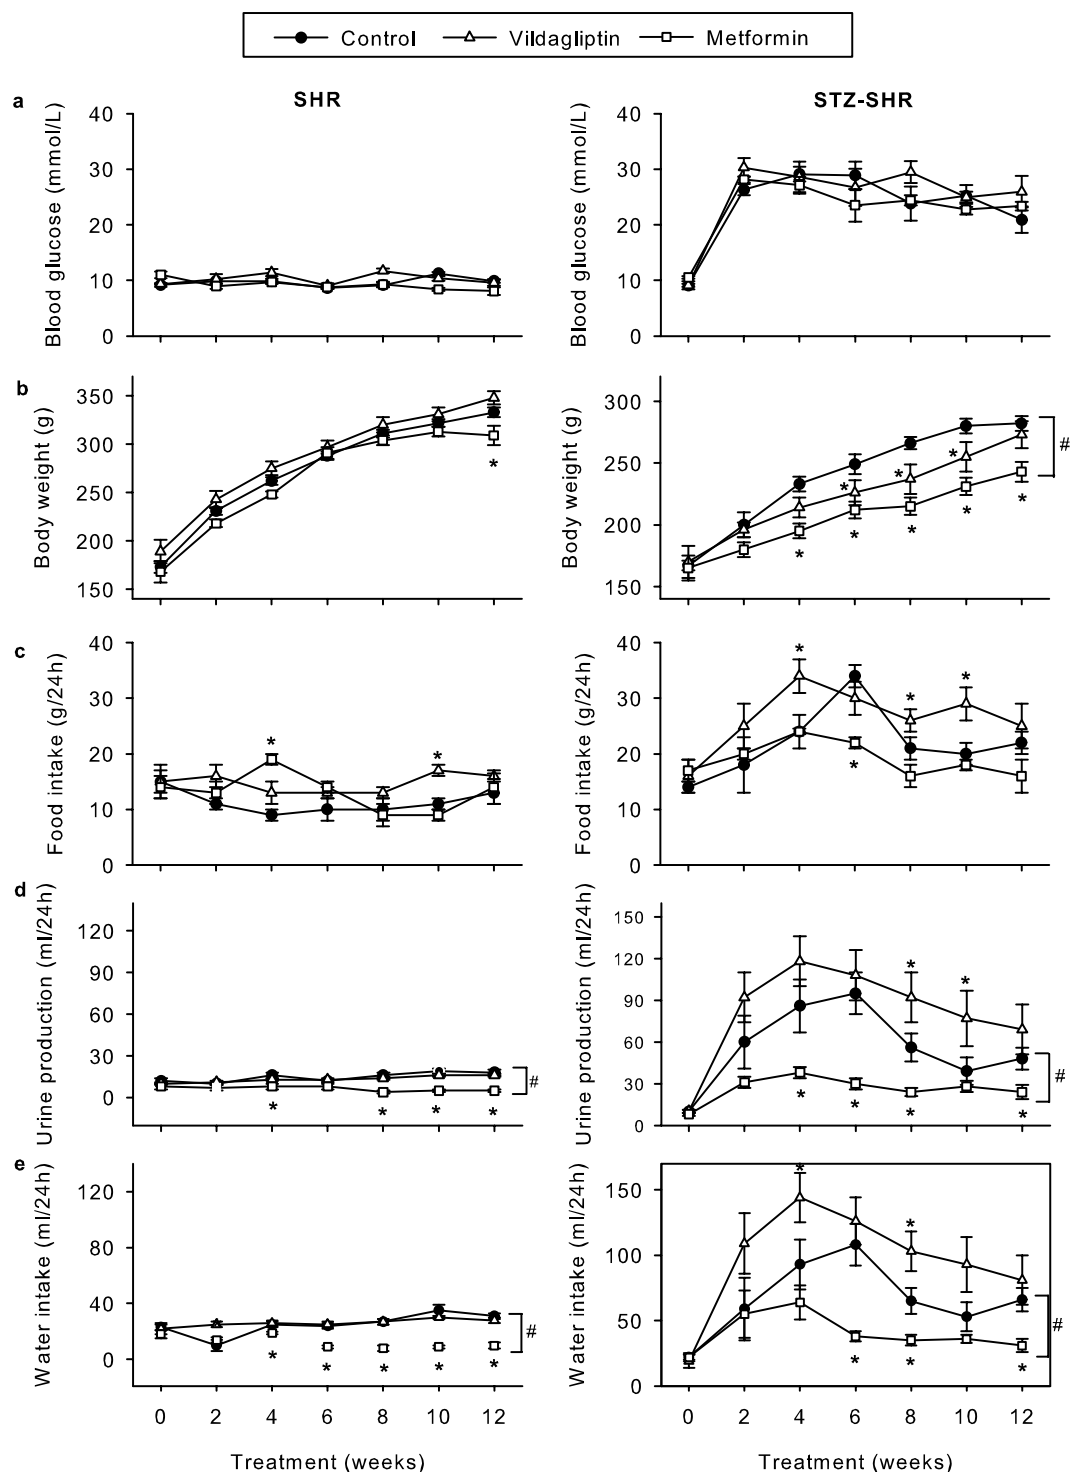 Control Vildagliptin Metformin
a
SHR STZ-SHR
Blood glucose (mmol/L)
40
30
20
10
0
Blood glucose (mmol/L)
40
30
20
10
0
b
Body weight (g)
350
300
250
200
150
*
Body weight (g)
300
250
200
150
* * *
* * * * *
#
c
Food intake (g/24h)
40
30
20
10
0
* *
Food intake (g/24h)
40
30
20
10
0
* * *
*
d
Urine production (ml/24h)
120
90
60
30
0
* * * *
#
Urine production (ml/24h)
150
120
90
60
30
0
* *
* * * *
#
e
Water intake (ml/24h)
120
80
40
0
* * * * *
#
0 2 4 6 8 10 12
Treatment (weeks)
Water intake (ml/24h)
150
100
50
0
* *
* * *
#
0 2 4 6 8 10 12
Treatment (weeks)